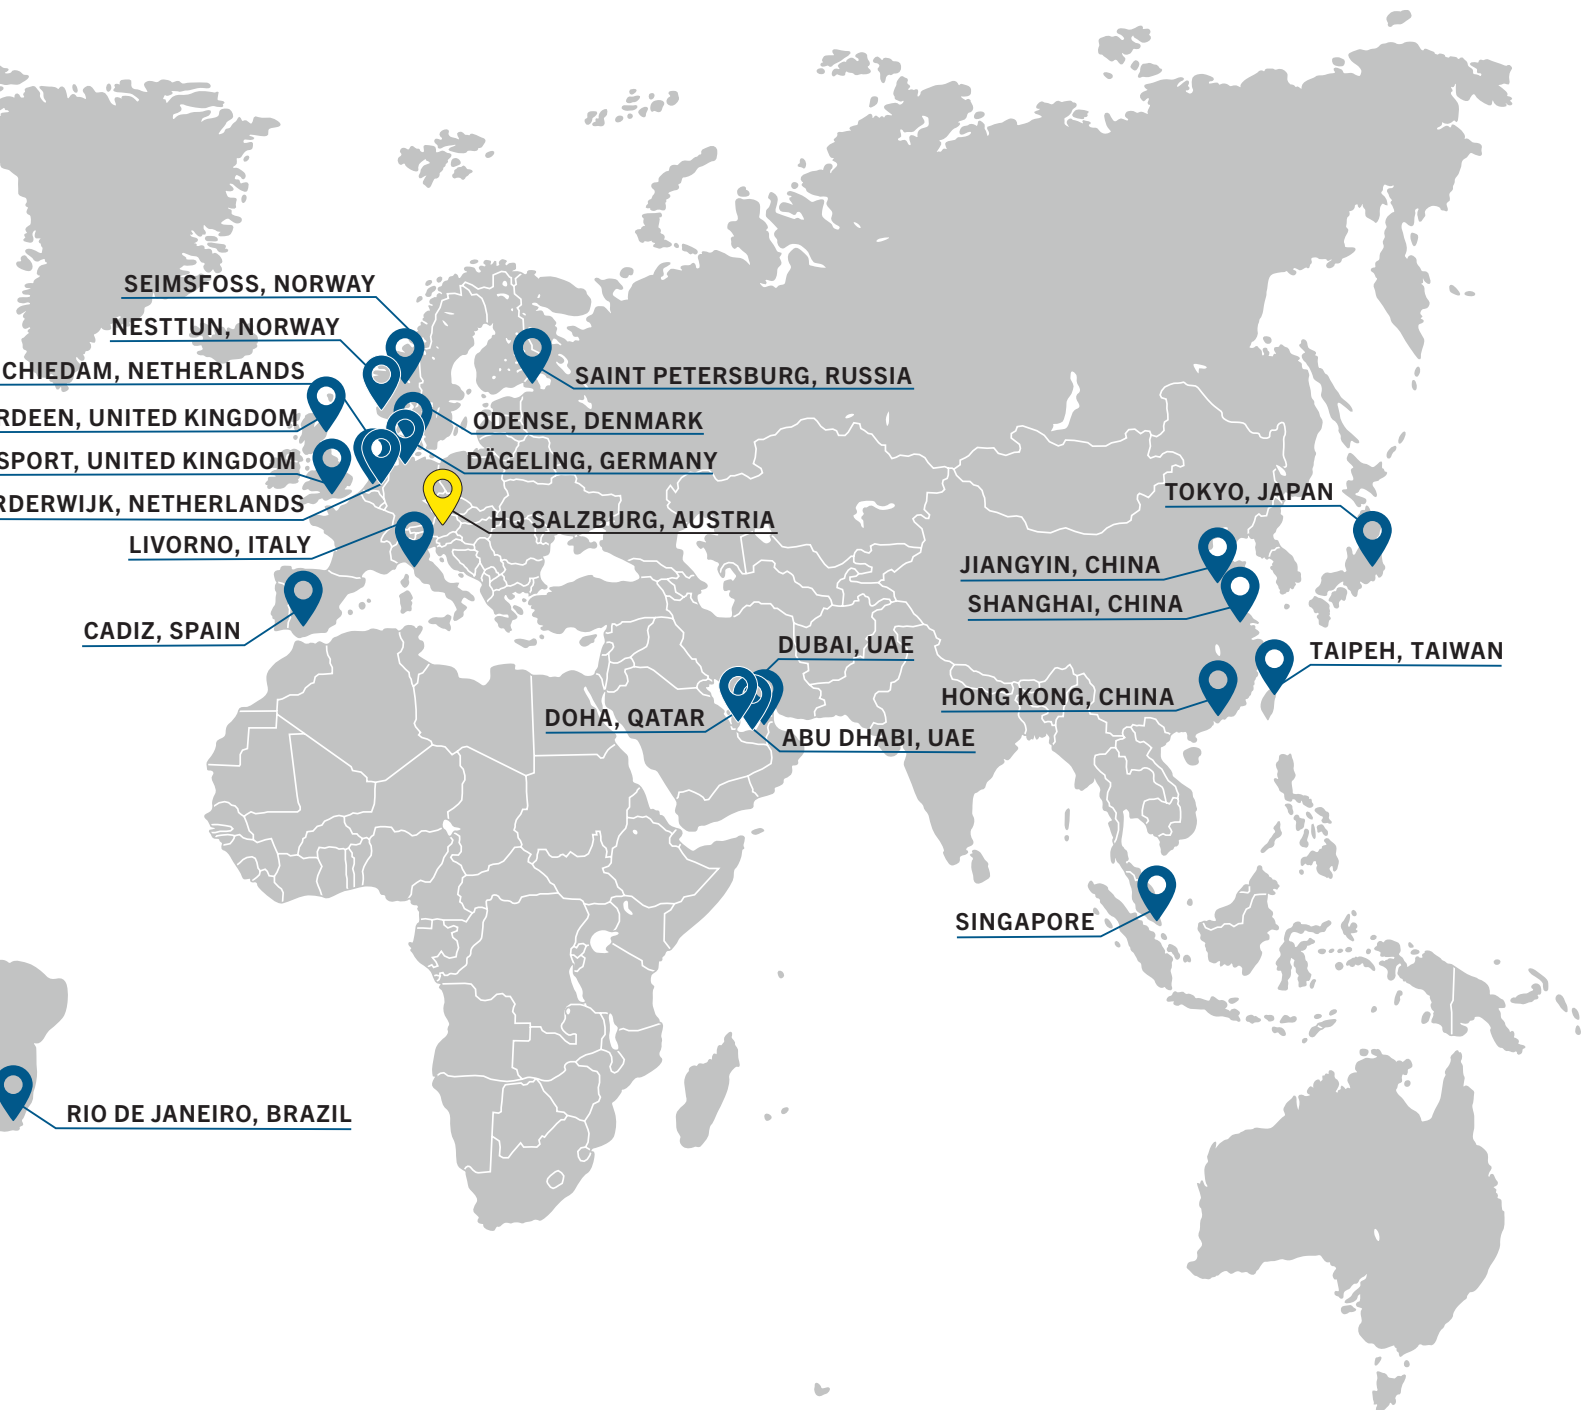 SEIMSFOSS, NORWAY
NESTTUN, NORWAY
CHIEDAM, NETHERLANDS
SAINT PETERSBURG, RUSSIA
RDEEN, UNITED KINGDOM
ODENSE, DENMARK
SPORT, UNITED KINGDOM
DÄGELING, GERMANY
RDERWIJK, NETHERLANDS
HQ SALZBURG, AUSTRIA
LIVORNO, ITALY
CADIZ, SPAIN
TOKYO, JAPAN
JIANGYIN, CHINA
SHANGHAI, CHINA
DUBAI, UAE
TAIPEH, TAIWAN
HONG KONG, CHINA
DOHA, QATAR
ABU DHABI, UAE
SINGAPORE
RIO DE JANEIRO, BRAZIL